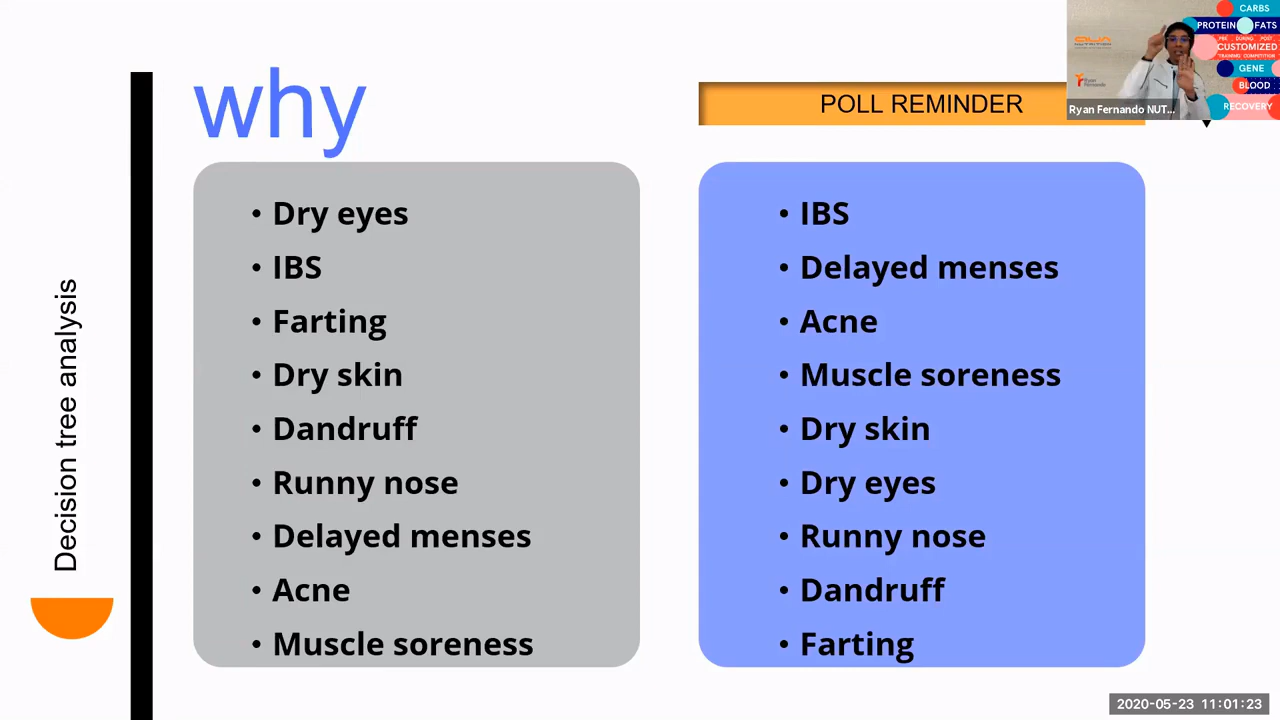 why
POLL REMINDER
Decision tree analysis
• Dry eyes
• IBS
• Farting
• Dry skin
• Dandruff
• Runny nose
• Delayed menses
• Acne
• Muscle soreness
• IBS
• Delayed menses
• Acne
• Muscle soreness
• Dry skin
• Dry eyes
• Runny nose
• Dandruff
• Farting
CARBS
PROTEIN FATS
CUSTOMIZED
GENE
BLOOD
RECOVERY
Ryan Fernando NUT...
2020-05-23 11:01:23